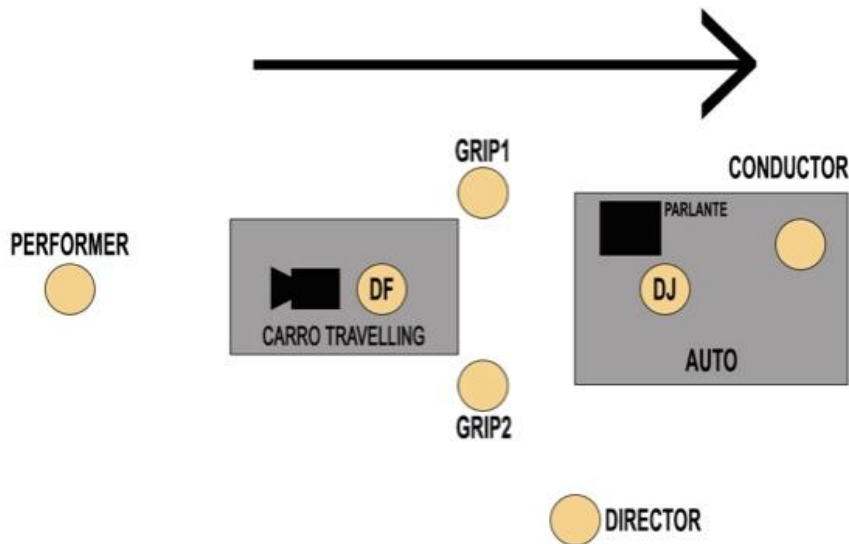 GRIP1
CONDUCTOR
PARLANTE
PERFORMER
DF
DJ
CARRO TRAVELLING
AUTO
GRIP2
DIRECTOR